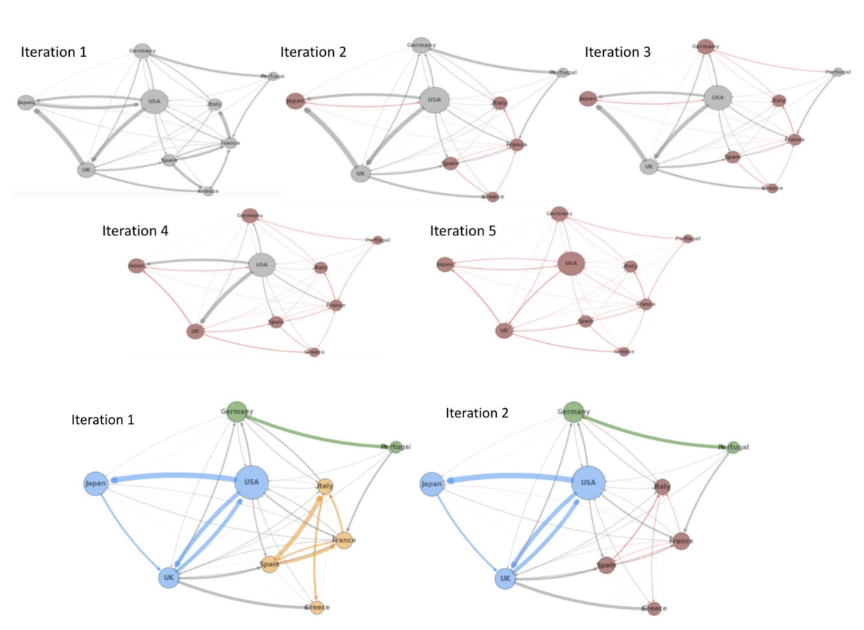 Iteration 1
Iteration 2
Iteration 3
Germany
Portugal
Japan
USA
Italy
France
Spain
UK
Greece
Germany
Portugal
Japan
USA
Italy
France
Spain
UK
Greece
Germany
Portugal
Japan
USA
Italy
France
Spain
UK
Greece
Iteration 4
Iteration 5
Germany
Portugal
Japan
USA
Italy
France
Spain
UK
Greece
Germany
Portugal
Japan
USA
Italy
France
Spain
UK
Greece
Iteration 1
Iteration 2
Germany
Portugal
Japan
USA
Italy
France
Spain
UK
Greece
Germany
Portugal
Japan
USA
Italy
France
Spain
UK
Greece